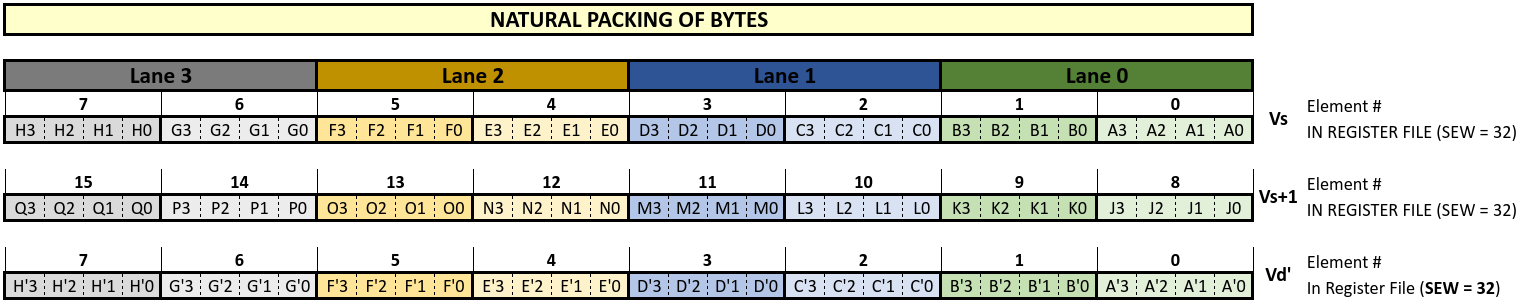 NATURAL PACKING OF BYTES
Lane 3 Lane 2 Lane 1 Lane 0
7 6 5 4 3 2 1 0 Element #
H3 H2 H1 H0 G3 G2 G1 G0 F3 F2 F1 F0 E3 E2 E1 E0 D3 D2 D1 D0 C3 C2 C1 C0 B3 B2 B1 B0 A3 A2 A1 A0 Vs IN REGISTER FILE (SEW = 32)
15 14 13 12 11 10 9 8 Element #
Q3 Q2 Q1 Q0 P3 P2 P1 P0 O3 O2 O1 O0 N3 N2 N1 N0 M3 M2 M1 M0 L3 L2 L1 L0 K3 K2 K1 K0 J3 J2 J1 J0 Vs+1 IN REGISTER FILE (SEW = 32)
7 6 5 4 3 2 1 0 Element #
H'3 H'2 H'1 H'0 G'3 G'2 G'1 G'0 F'3 F'2 F'1 F'0 E'3 E'2 E'1 E'0 D'3 D'2 D'1 D'0 C'3 C'2 C'1 C'0 B'3 B'2 B'1 B'0 A'3 A'2 A'1 A'0 Vd' In Register File (SEW = 32)